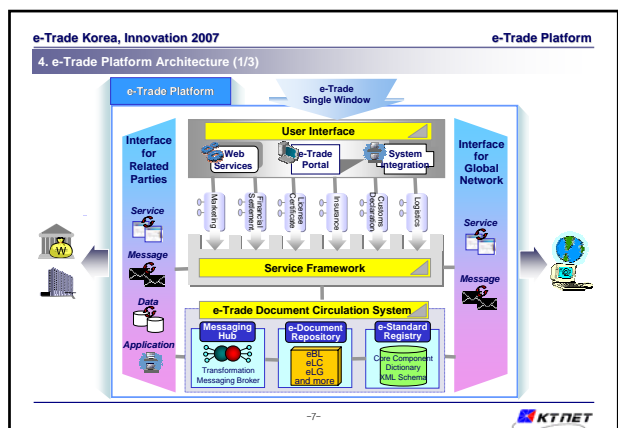 e-Trade Korea, Innovation 2007
e-Trade Platform
4. e-Trade Platform Architecture (1/3)
e-Trade Platform
e-Trade
Single Window
User Interface
Web
Services
e-Trade
Portal
System
Integration
Interface
for
Related
Parties
Service
Message
Data
Application
Marketing
Financial
Settlement
License
Certificate
Insurance
Customs
Declaration
Logistics
Service Framework
e-Trade Document Circulation System
Messaging
Hub
Transformation
Messaging Broker
e-Document
Repository
eBL
eLC
eLG
and more
e-Standard
Registry
Core Component
Dictionary
XML Schema
Interface
for
Global
Network
Service
Message
W
-7-
KTNET